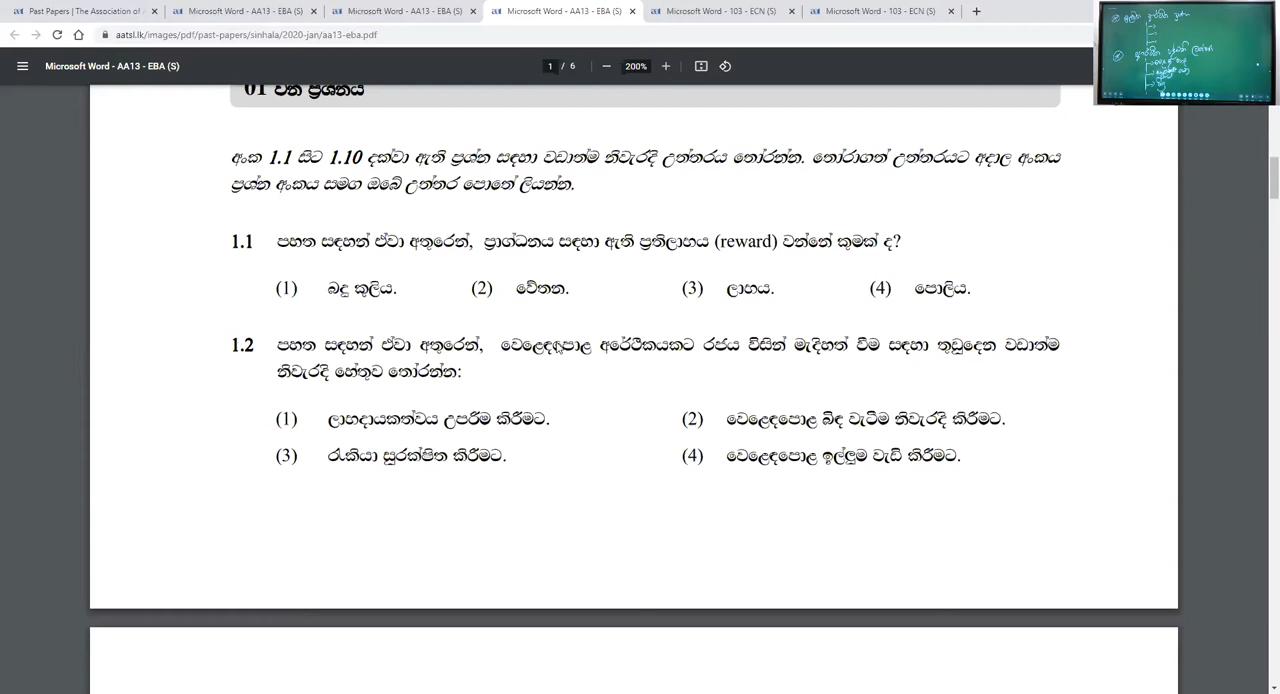 Past Papers | The Association of A
Microsoft Word - AA13 - EBA (S)
Microsoft Word - AA13 - EBA (S)
Microsoft Word - AA13 - EBA (S)
Microsoft Word - 103 - ECN (S)
Microsoft Word - 103 - ECN (S)
aatsl.lk/images/pdf/past-papers/sinhala/2020-jan/aa13-eba.pdf
Microsoft Word - AA13 - EBA (S)
1 / 6
200%
01 වන ප්‍රශ්නය
අංක 1.1 සිට 1.10 දක්වා ඇති ප්‍රශ්න සඳහා වඩාත්ම නිවැරදි උත්තරය තෝරන්න. තෝරාගත් උත්තරයට අදාල අංකය
ප්‍රශ්න අංකය සමග ඔබේ උත්තර පොතේ ලියන්න.
1.1 පහත සඳහන් ඒවා අතුරෙන්, ප්‍රාග්ධනය සඳහා ඇති ප්‍රතිලාභය (reward) වන්නේ කුමක් ද?
(1) බදු කුලිය. (2) වේතන. (3) ලාභය. (4) පොලිය.
1.2 පහත සඳහන් ඒවා අතුරෙන්, වෙළෙඳපොළ අරේථිකයකට රජය විසින් මැදිහත් වීම සඳහා තුඩුදෙන වඩාත්ම
නිවැරදි හේතුව තෝරන්න:
(1) ලාභදායකත්වය උපරිම කිරීමට. (2) වෙළෙඳපොළ බිඳ වැටීම නිවැරදි කිරීමට.
(3) රැකියා සුරක්ෂිත කිරීමට. (4) වෙළෙඳපොළ ඉල්ලුම වැඩි කිරීමට.